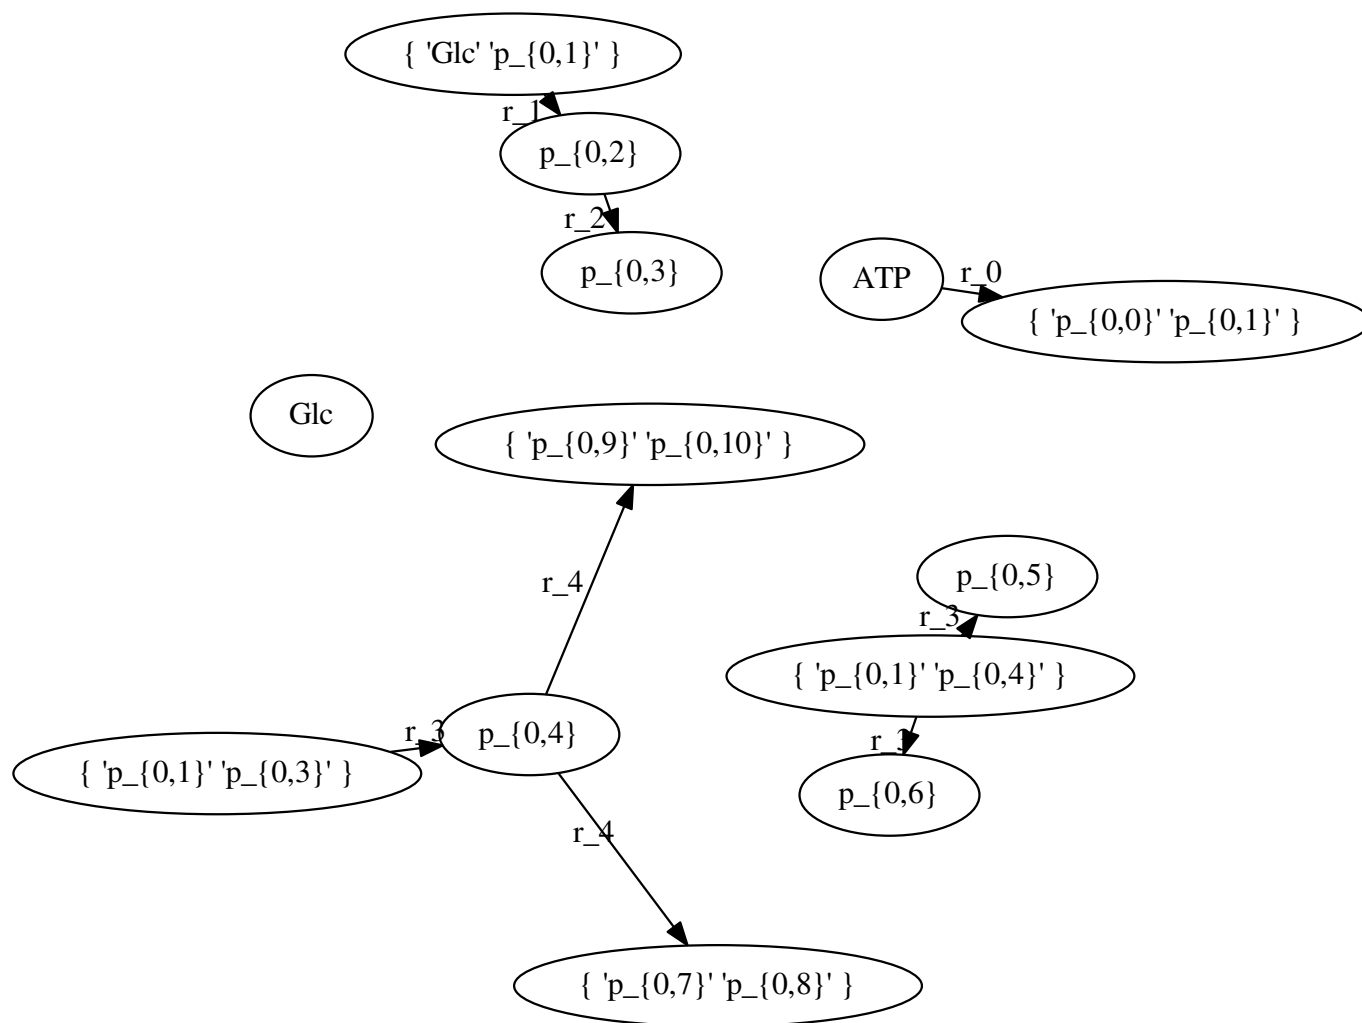 { 'Glc' 'p_{0,1}' }
r_1
p_{0,2}
r_2
p_{0,3}
ATP
r_0
{ 'p_{0,0}' 'p_{0,1}' }
Glc
{ 'p_{0,9}' 'p_{0,10}' }
r_4
p_{0,5}
r_3
{ 'p_{0,1}' 'p_{0,4}' }
r_3
p_{0,4}
r_3
{ 'p_{0,1}' 'p_{0,3}' }
p_{0,6}
r_4
{ 'p_{0,7}' 'p_{0,8}' }